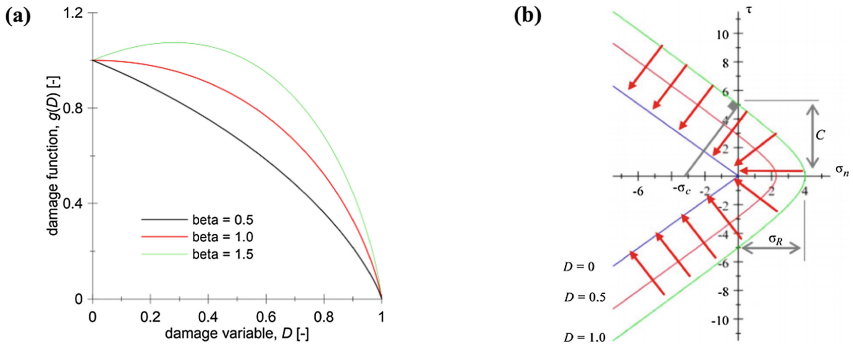 (a)
1.2
0.8
0.4
0
damage function, g(D) [-]
beta = 0.5
beta = 1.0
beta = 1.5
0 0.2 0.4 0.6 0.8 1
damage variable, D [-]
(b)
τ
10
8
6
4
2
C
-6 -σc -2 2 4 σn
-2
-4
-6
-8
-10
σR
D = 0
D = 0.5
D = 1.0